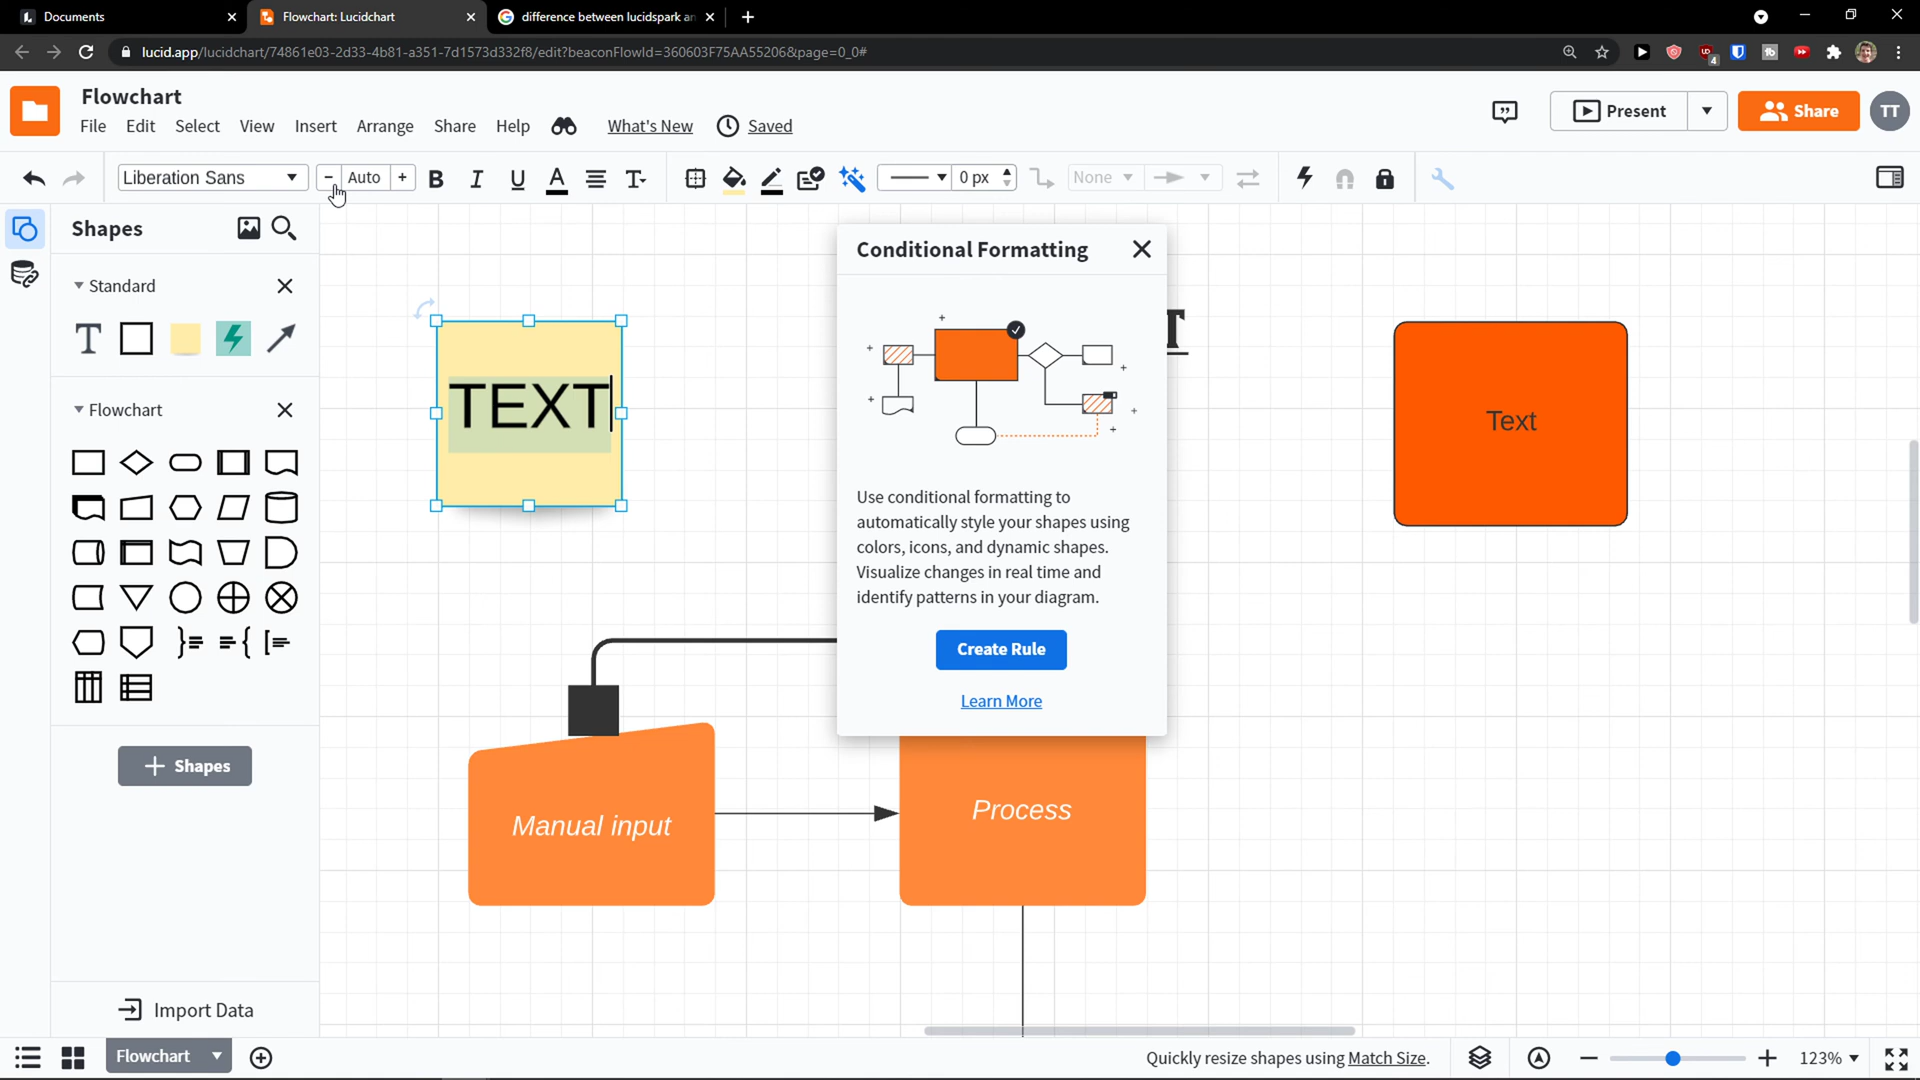 Documents
Flowchart: Lucidchart
difference between lucidspark an
lucid.app/lucidchart/74861e03-2d33-4b81-a351-7d1573d332f8/edit?beaconFlowId=360603F75AA55206&page=0_0#
4
Flowchart
File Edit Select View Insert Arrange Share Help What's New Saved
Present
Share
TT
Liberation Sans
- Auto +
B I U A T
0 px
None
Shapes
Standard
T
Flowchart
Shapes
Import Data
TEXT
Conditional Formatting
Use conditional formatting to
automatically style your shapes using
colors, icons, and dynamic shapes.
Visualize changes in real time and
identify patterns in your diagram.
Create Rule
Learn More
T
Text
Manual input
Process
Flowchart
Quickly resize shapes using Match Size.
123%